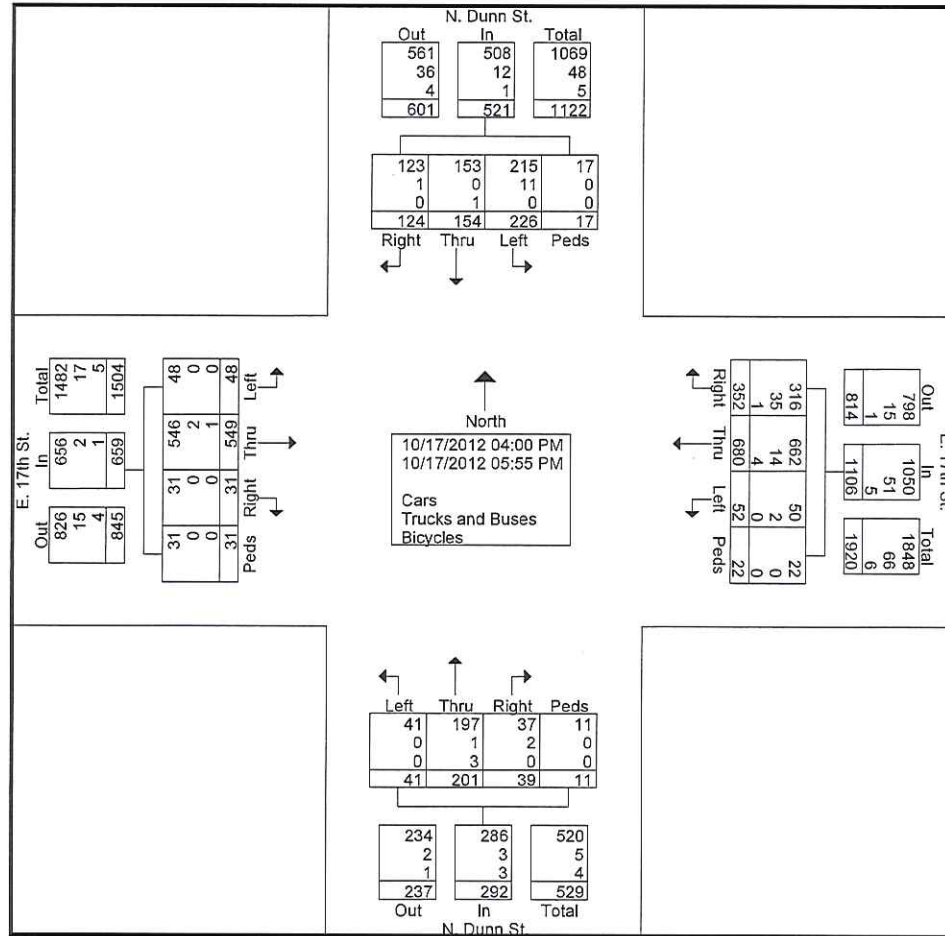 N. Dunn St.
Out In Total
561 508 1069
36 12 48
4 1 5
601 521 1122
123 153 215 17
1 0 11 0
0 1 0 0
124 154 226 17
Right Thru Left Peds
Total In Out
1482 656 826
17 2 15
5 1 4
1504 659 845
E. 17th St.
48 546 31 31
0 2 0 0
0 1 0 0
48 549 31 31
Left Thru Right Peds
North
10/17/2012 04:00 PM
10/17/2012 05:55 PM
Cars
Trucks and Buses
Bicycles
Right Thru Left Peds
316 662 50 22
35 14 2 0
1 4 0 0
352 680 52 22
Out In Total
798 1050 1848
15 51 66
1 5 6
814 1106 1920
E. 17th St.
Left Thru Right Peds
41 197 37 11
0 1 2 0
0 3 0 0
41 201 39 11
234 286 520
2 3 5
1 3 4
237 292 529
Out In Total
N. Dunn St.